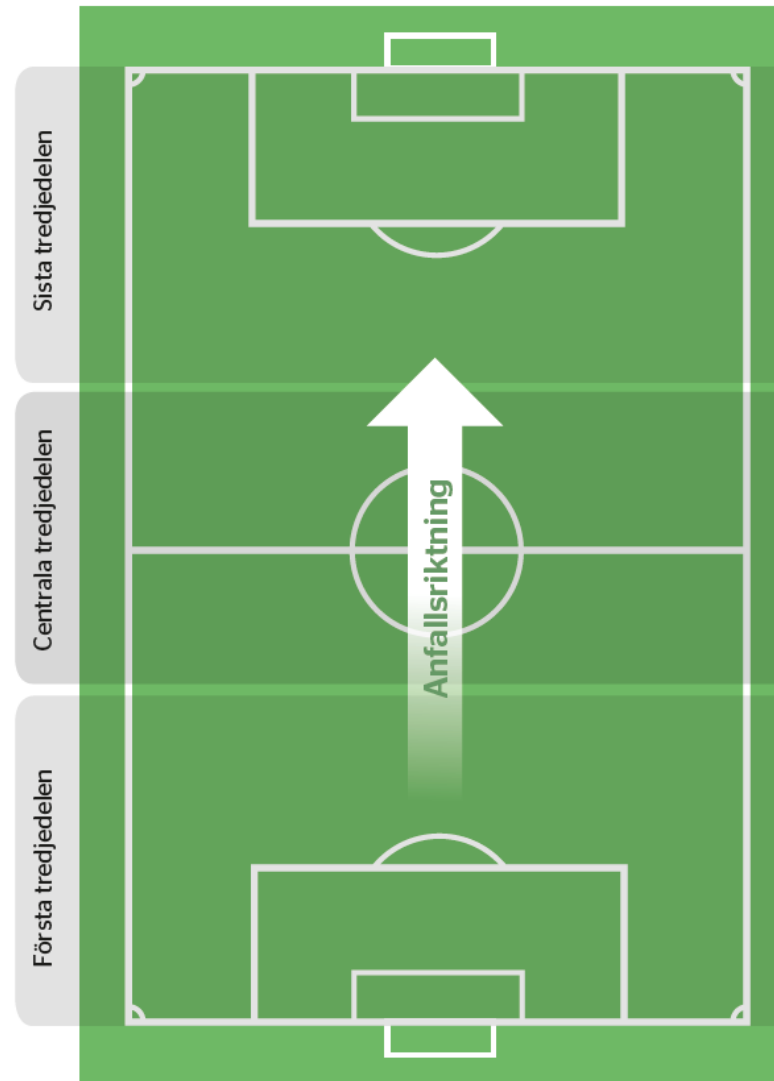 Sista tredjedelen
Centrala tredjedelen
Anfallsriktning
Första tredjedelen